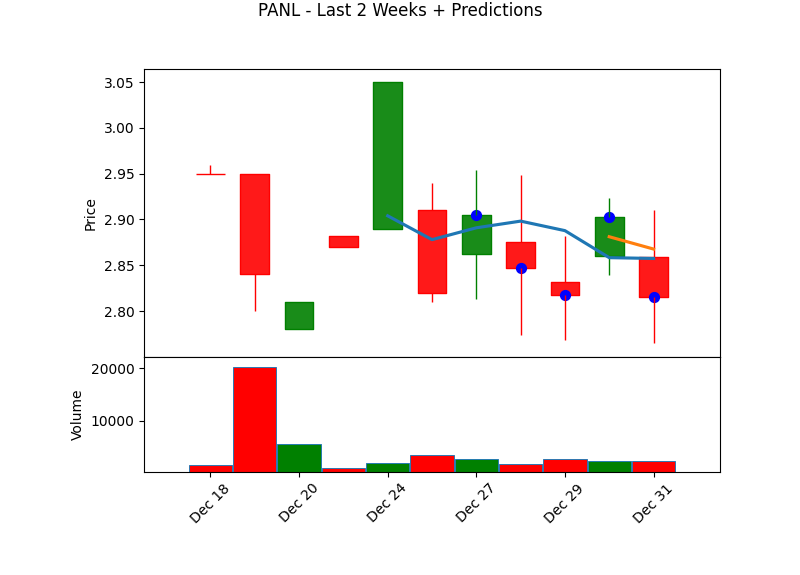 PANL - Last 2 Weeks + Predictions
3.05
3.00
2.95
2.90
2.85
2.80
Price
20000
10000
Volume
Dec 18
Dec 20
Dec 24
Dec 27
Dec 29
Dec 31